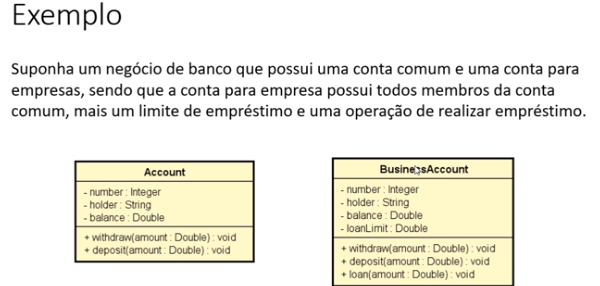 Exemplo
Suponha um negócio de banco que possui uma conta comum e uma conta para
empresas, sendo que a conta para empresa possui todos membros da conta
comum, mais um limite de empréstimo e uma operação de realizar empréstimo.
Account
- number : Integer
- holder : String
- balance : Double
+ withdraw(amount : Double) : void
+ deposit(amount : Double) : void
BusinessAccount
- number : Integer
- holder : String
- balance : Double
- loanLimit : Double
+ withdraw(amount : Double) : void
+ deposit(amount : Double) : void
+ loan(amount : Double) : void